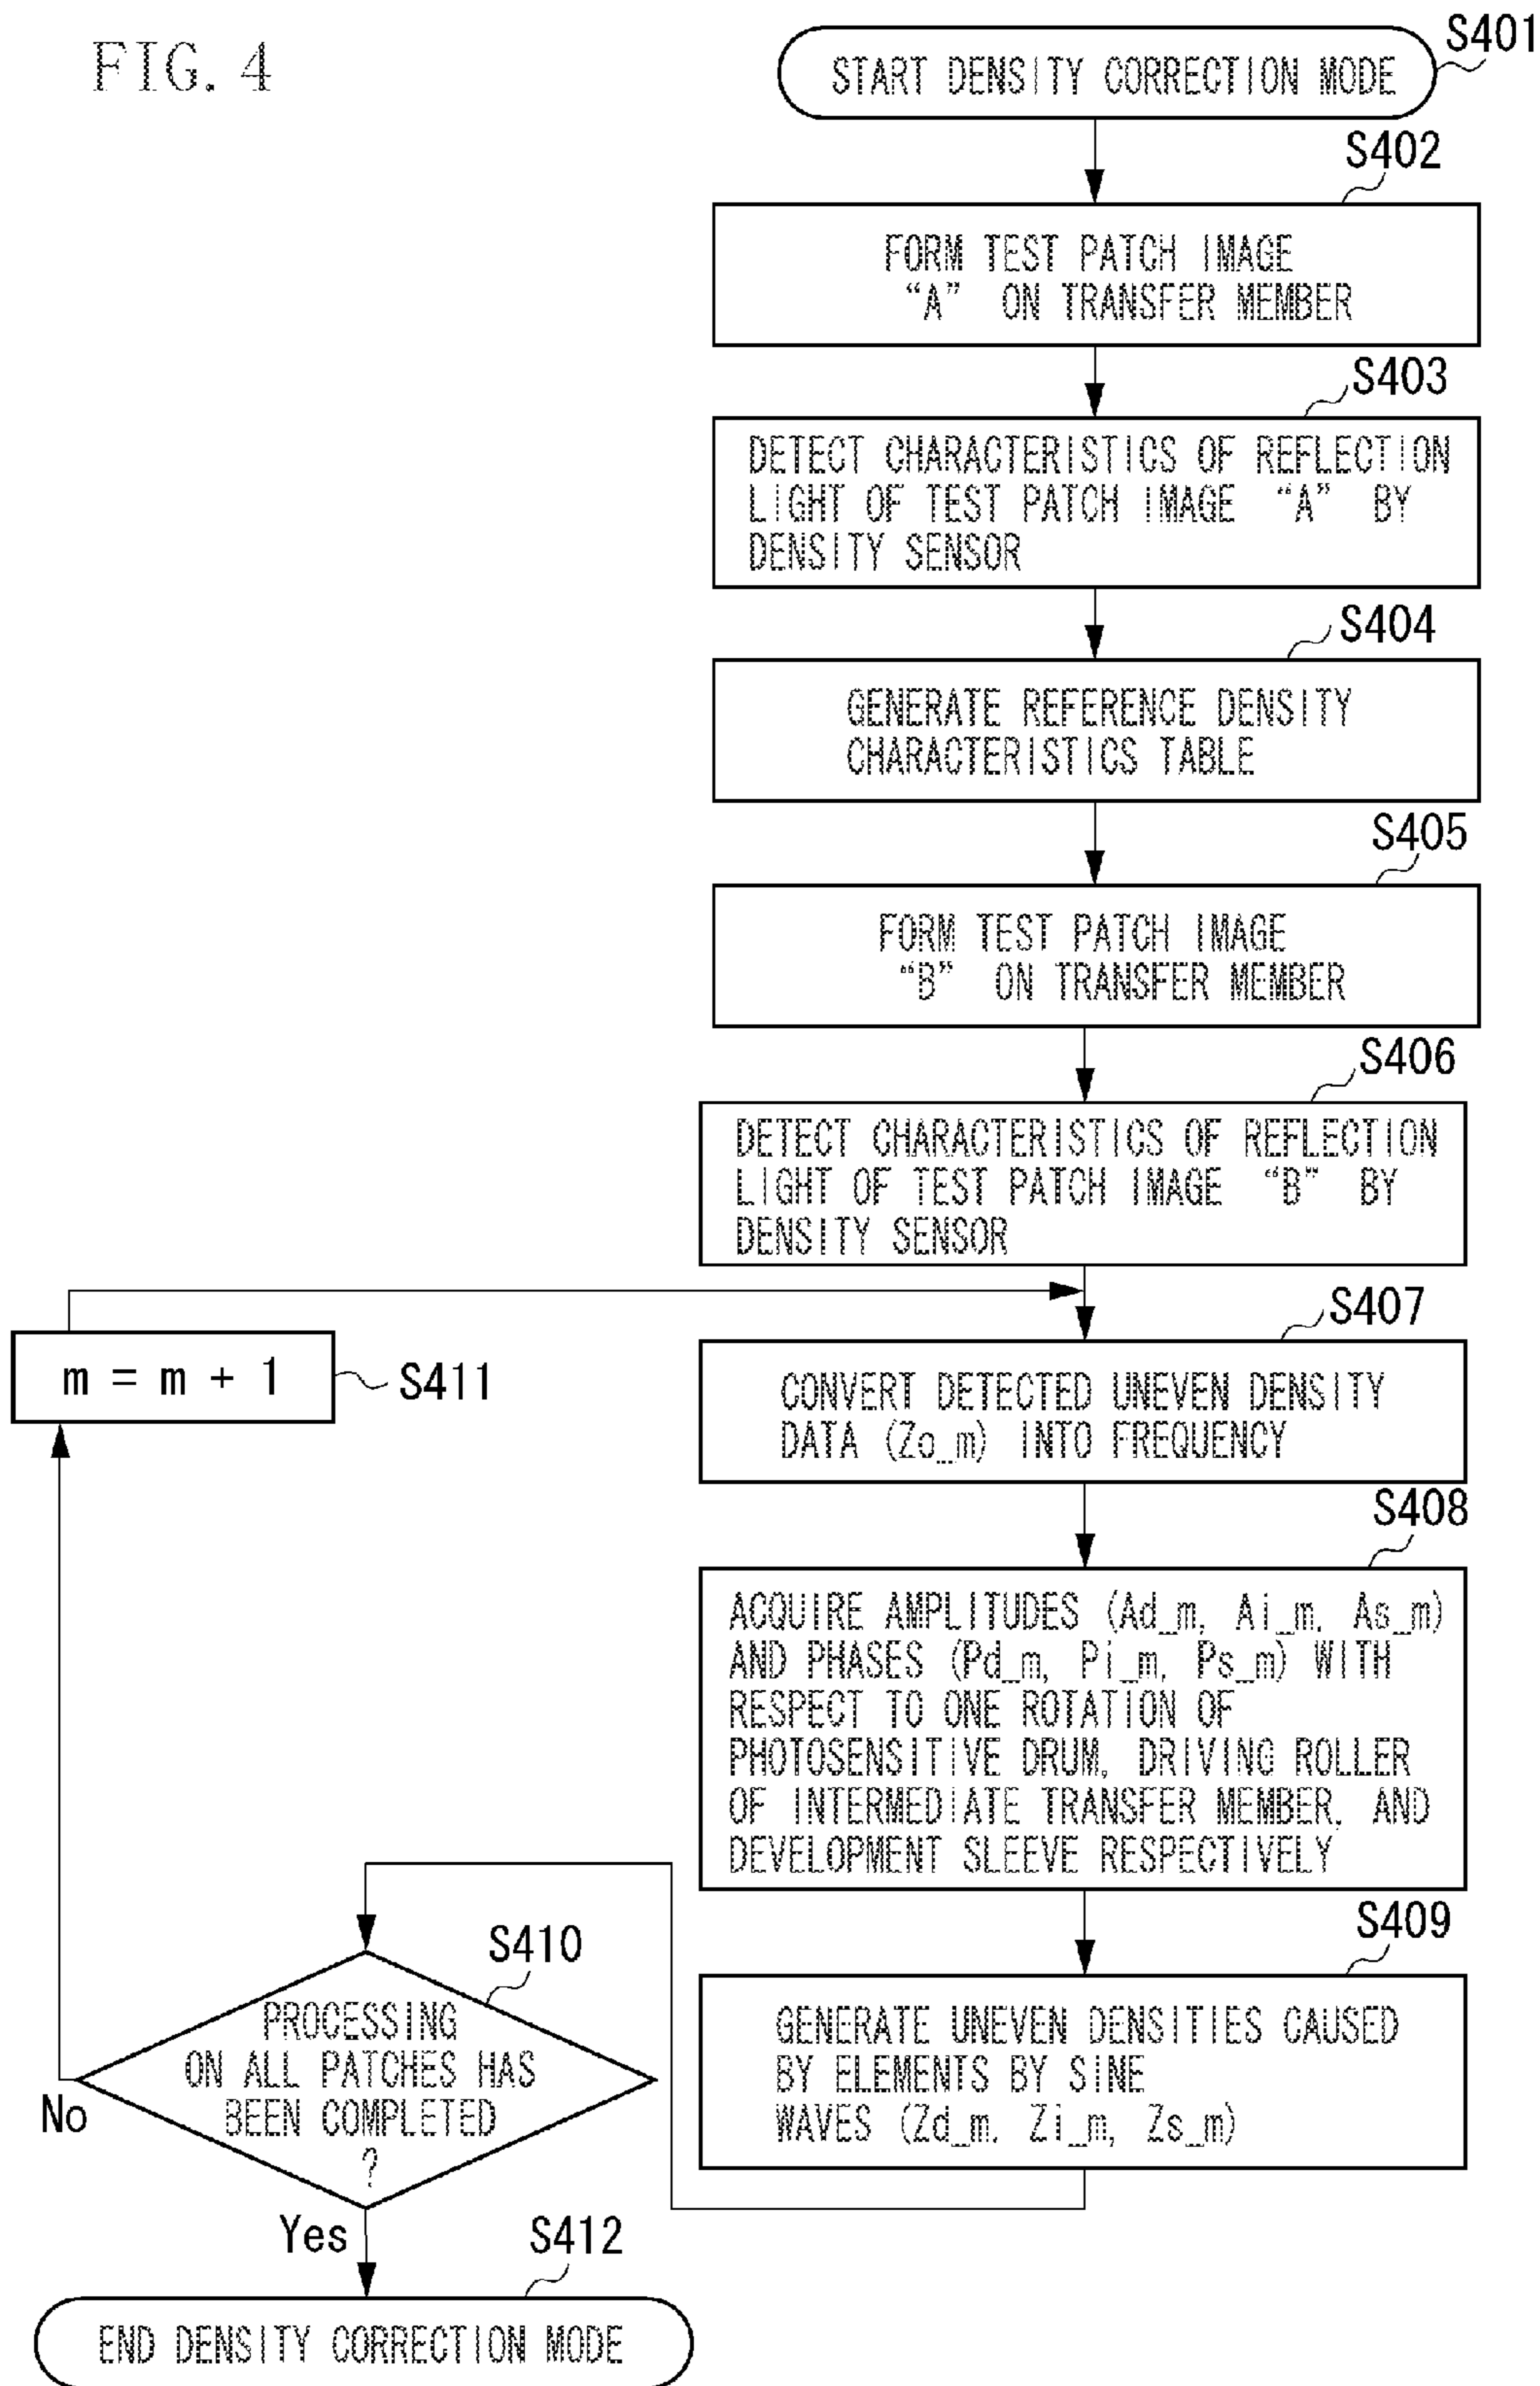 FIG. 4
S401
START DENSITY CORRECTION MODE
S402
FORM TEST PATCH IMAGE
“A” ON TRANSFER MEMBER
S403
DETECT CHARACTERISTICS OF REFLECTION
LIGHT OF TEST PATCH IMAGE “A” BY
DENSITY SENSOR
S404
GENERATE REFERENCE DENSITY
CHARACTERISTICS TABLE
S405
FORM TEST PATCH IMAGE
“B” ON TRANSFER MEMBER
S406
DETECT CHARACTERISTICS OF REFLECTION
LIGHT OF TEST PATCH IMAGE “B” BY
DENSITY SENSOR
S407
CONVERT DETECTED UNEVEN DENSITY
DATA (Zo_m) INTO FREQUENCY
m = m + 1
S411
S408
ACQUIRE AMPLITUDES (Ad_m, Ai_m, As_m)
AND PHASES (Pd_m, Pi_m, Ps_m) WITH
RESPECT TO ONE ROTATION OF
PHOTOSENSITIVE DRUM, DRIVING ROLLER
OF INTERMEDIATE TRANSFER MEMBER, AND
DEVELOPMENT SLEEVE RESPECTIVELY
S409
GENERATE UNEVEN DENSITIES CAUSED
BY ELEMENTS BY SINE
WAVES (Zd_m, Zi_m, Zs_m)
S410
PROCESSING
ON ALL PATCHES HAS
BEEN COMPLETED
?
No
Yes
S412
END DENSITY CORRECTION MODE